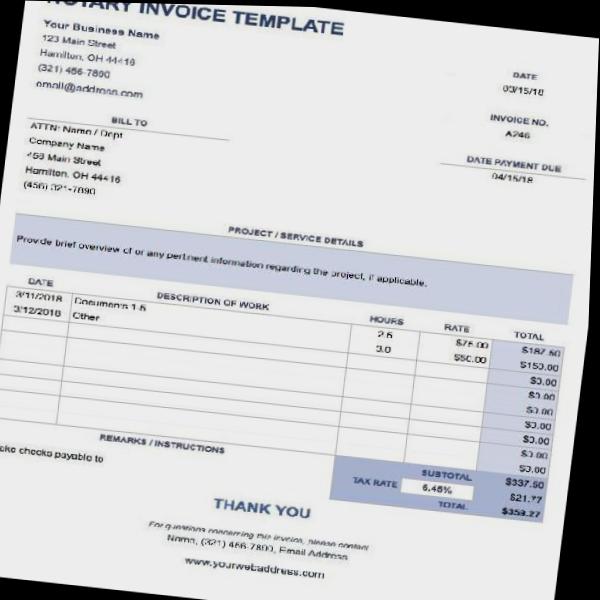 NOTARY INVOICE TEMPLATE
Your Business Name
123 Main Street
Hamilton, OH 44416
(321) 456-7890
email@address.com
DATE
03/15/18
INVOICE NO.
A246
DATE PAYMENT DUE
04/15/18
BILL TO
ATTN: Name / Dept
Company Name
456 Main Street
Hamilton, OH 44416
(456) 321-7890
PROJECT / SERVICE DETAILS
Provide brief overview of or any pertinent information regarding the project, if applicable.
DATE DESCRIPTION OF WORK HOURS RATE TOTAL
3/11/2018 Documents 1-5 2.5 $75.00 $187.50
3/12/2018 Other 3.0 $50.00 $150.00
$0.00
$0.00
$0.00
$0.00
$0.00
$0.00
$0.00
REMARKS / INSTRUCTIONS
SUBTOTAL $337.50
ake checks payable to
TAX RATE 6.45% $21.77
TOTAL $359.27
THANK YOU
For questions concerning this invoice, please contact
Name, (321) 456-7890, Email Address
www.yourwebaddress.com